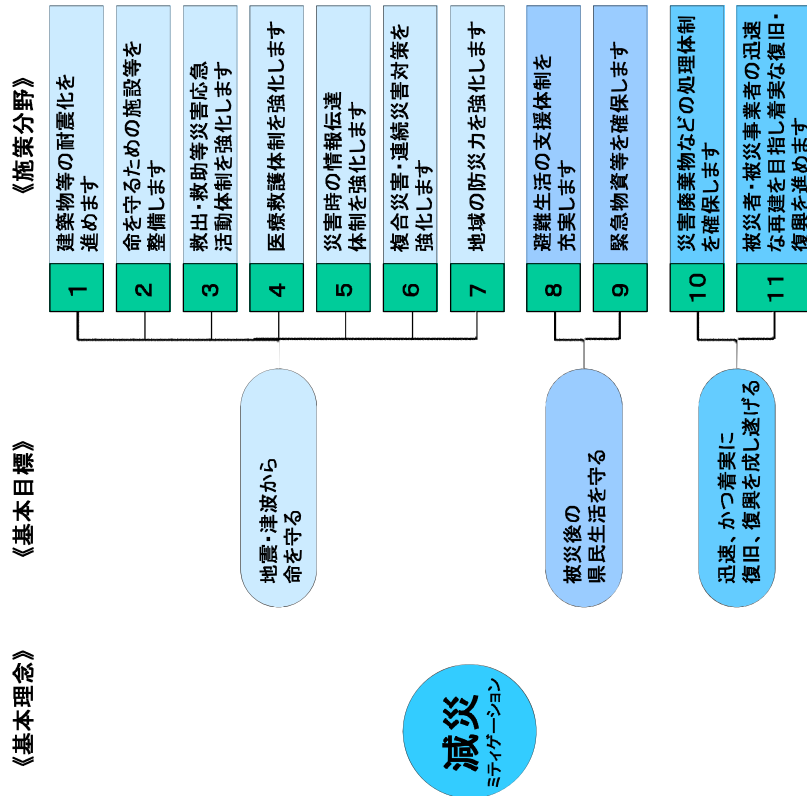 《基本理念》
《基本目標》
《施策分野》
減災
ミティゲーション
地震・津波から
命を守る
1
建築物等の耐震化を
進めます
2
命を守るための施設等を
整備します
3
救出・救助等災害応急
活動体制を強化します
4
医療救護体制を強化します
5
災害時の情報伝達
体制を強化します
6
複合災害・連続災害対策を
強化します
7
地域の防災力を強化します
被災後の
県民生活を守る
8
避難生活の支援体制を
充実します
9
緊急物資等を確保します
迅速、かつ着実に
復旧、復興を成し遂げる
10
災害廃棄物などの処理体制
を確保します
11
被災者・被災事業者の迅速
な再建を目指し着実な復旧・
復興を進めます